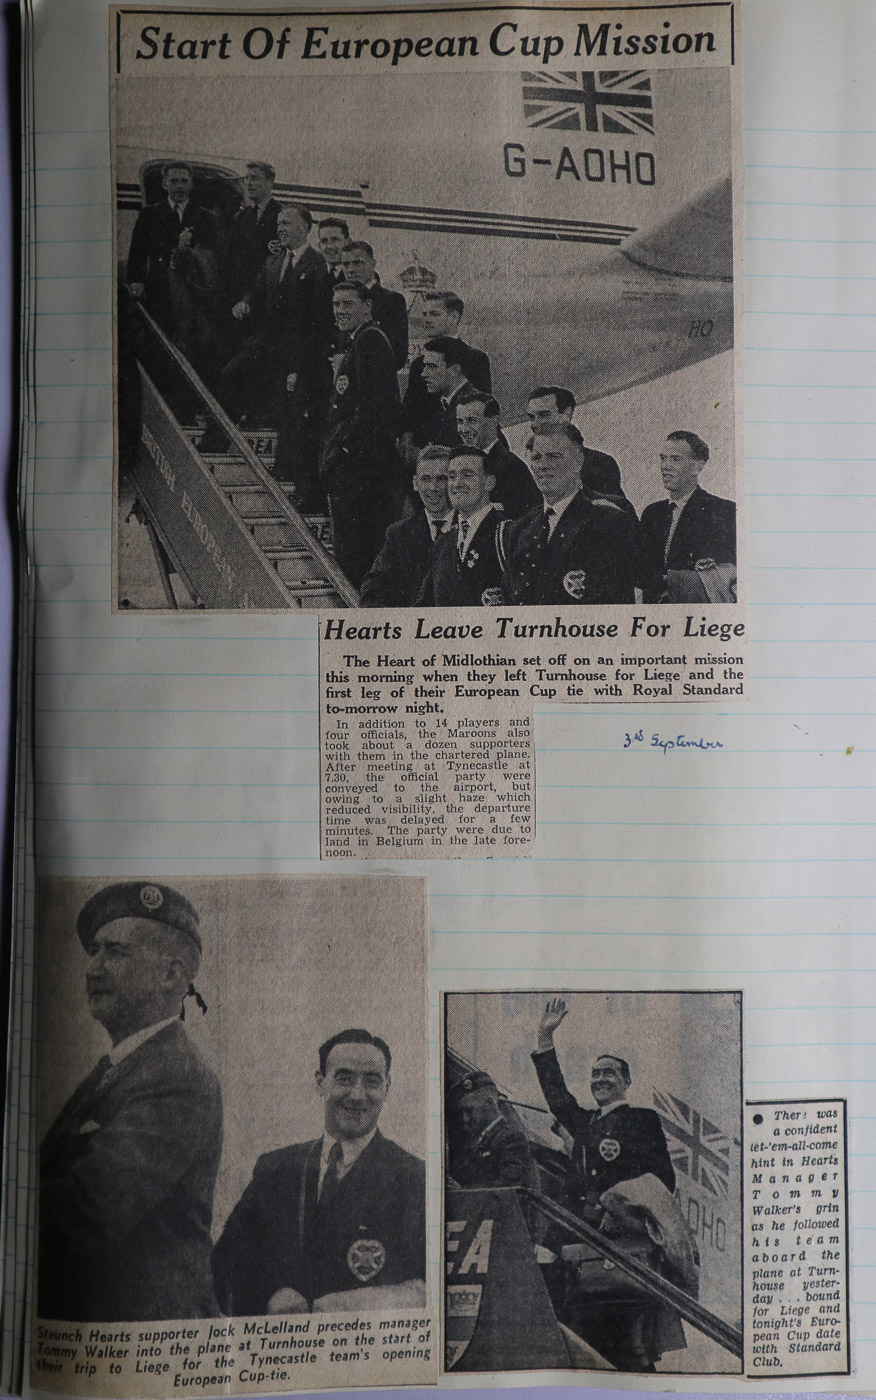 Start Of European Cup Mission
G-AOHO
HO
BEA
BRITISH EUROPEAN
Hearts Leave Turnhouse For Liege
The Heart of Midlothian set off on an important mission
this morning when they left Turnhouse for Liege and the
first leg of their European Cup tie with Royal Standard
to-morrow night.
In addition to 14 players and
four officials, the Maroons also
took about a dozen supporters
with them in the chartered plane.
After meeting at Tynecastle at
7.30, the official party were
conveyed to the airport, but
owing to a slight haze which
reduced visibility, the departure
time was delayed for a few
minutes. The party were due to
land in Belgium in the late fore-
noon.
3rd September
Staunch Hearts supporter Jock McLelland precedes manager
Tommy Walker into the plane at Turnhouse on the start of
their trip to Liege for the Tynecastle team's opening
European Cup-tie.
EA
OHO
● There was
a confident
let-'em-all-come
hint in Hearts
Manager
Tommy
Walker's grin
as he followed
his team
aboard the
plane at Turn-
house yester-
day . . . bound
for Liege and
tonight's Euro-
pean Cup date
with Standard
Club.